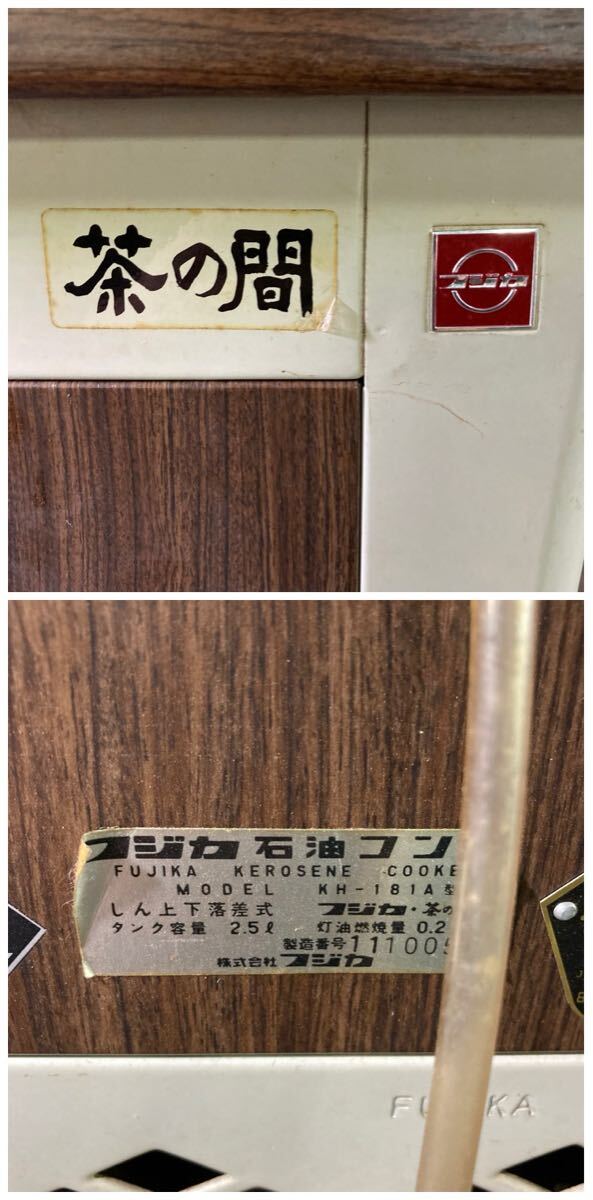 茶の間
フジカ
フジカ 石油コン
FUJIKA KEROSENE COOKE
MODEL KH-181A型
しん上下落差式 フジカ・茶の
タンク容量 2.5ℓ 灯油燃焼量 0.2
製造番号 111005
株式会社 フジカ
FUJIKA